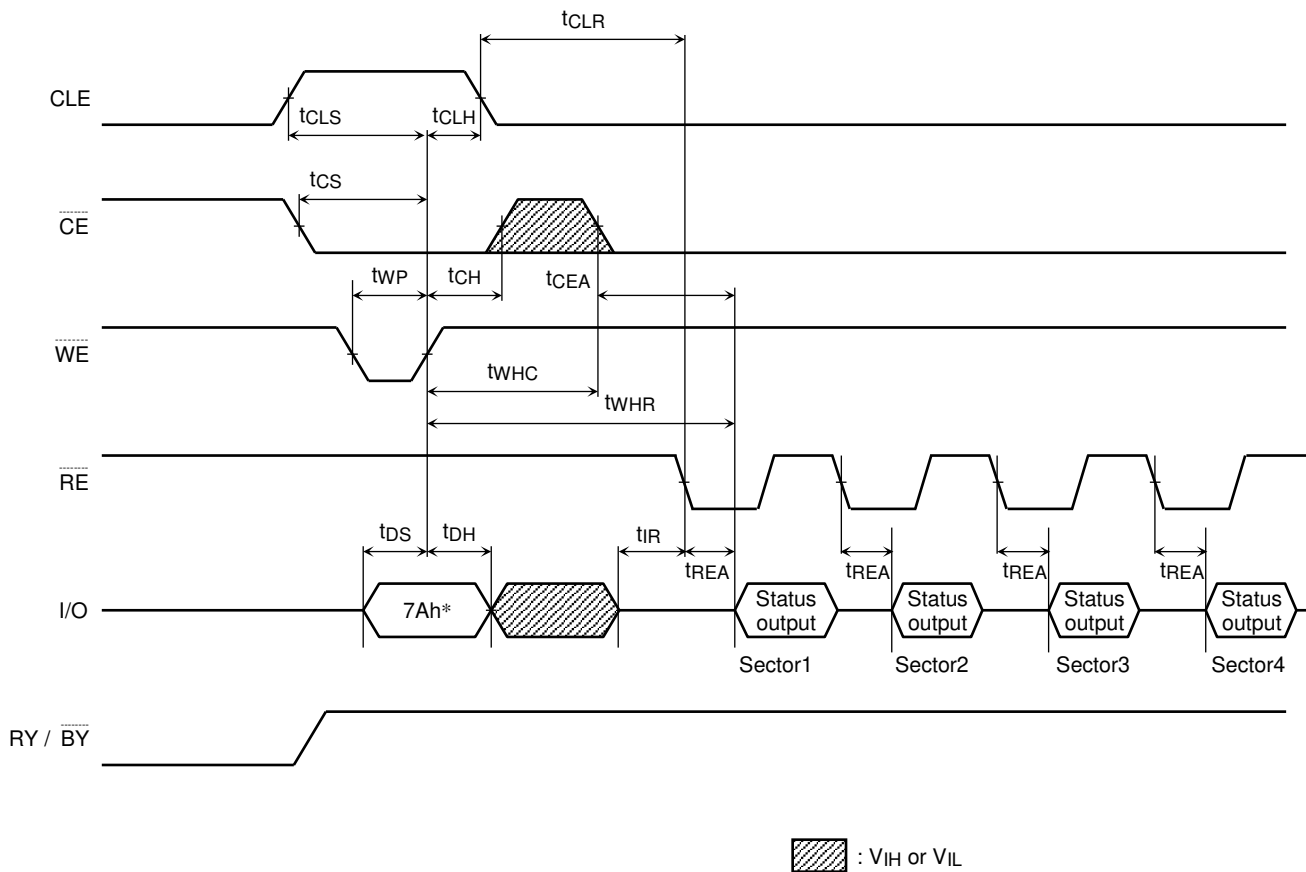 tCLR
CLE
tCLS
tCLH
tCS
CE
tWP
tCH
tCEA
WE
tWHC
tWHR
RE
tDS
tDH
tIR
tREA
tREA
tREA
tREA
I/O
7Ah*
Status output
Status output
Status output
Status output
Sector1
Sector2
Sector3
Sector4
RY / BY
: VIH or VIL